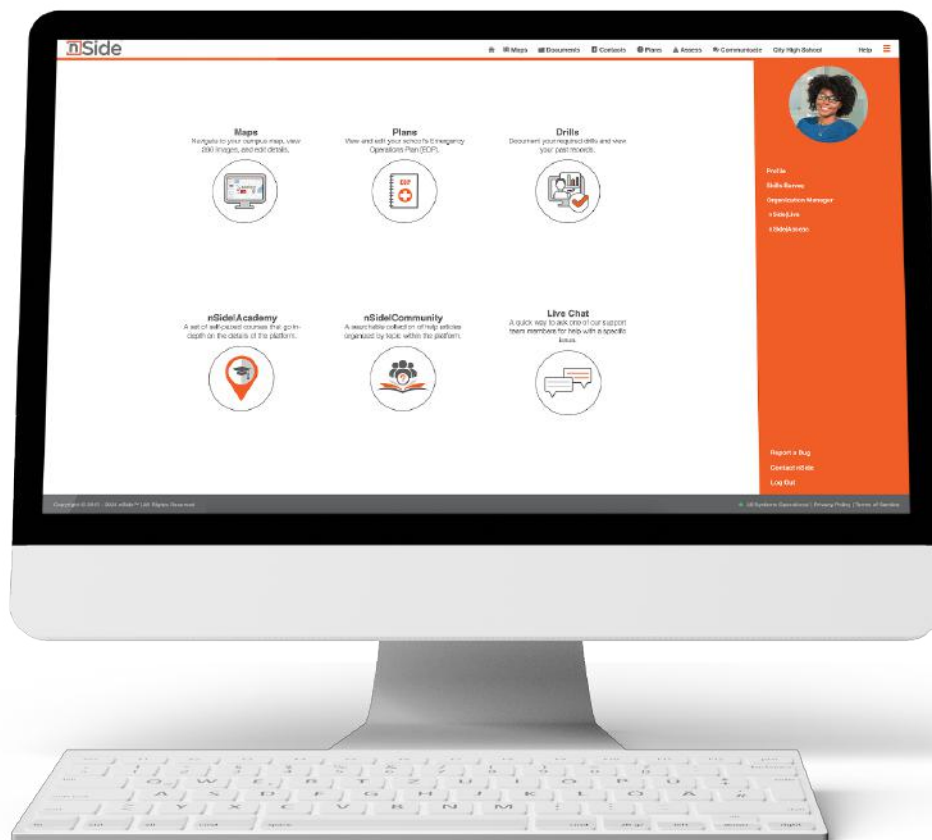 nSide
Maps Documents Contacts Plans Assess Communicate City High School Help
Maps
Navigate to your campus map, view
360 images, and edit details.
Plans
View and edit your school's Emergency
Operations Plan (EOP).
Drills
Document your required drills and view
your past records.
EOP
nSide|Academy
A set of self-paced courses that go in-
depth on the details of the platform.
nSide|Community
A searchable collection of help articles
organized by topic within the platform.
Live Chat
A quick way to ask one of our support
team members for help with a specific
issue.
Profile
Skills Survey
Organization Manager
nSide|Live
nSide|Assess
Report a Bug
Contact nSide
Log Out
All Systems Operational | Privacy Policy | Terms of Service
Q W E R T Z U I O P Ü
A S D F G H J K L Ö Ä #
Y X C V B N M